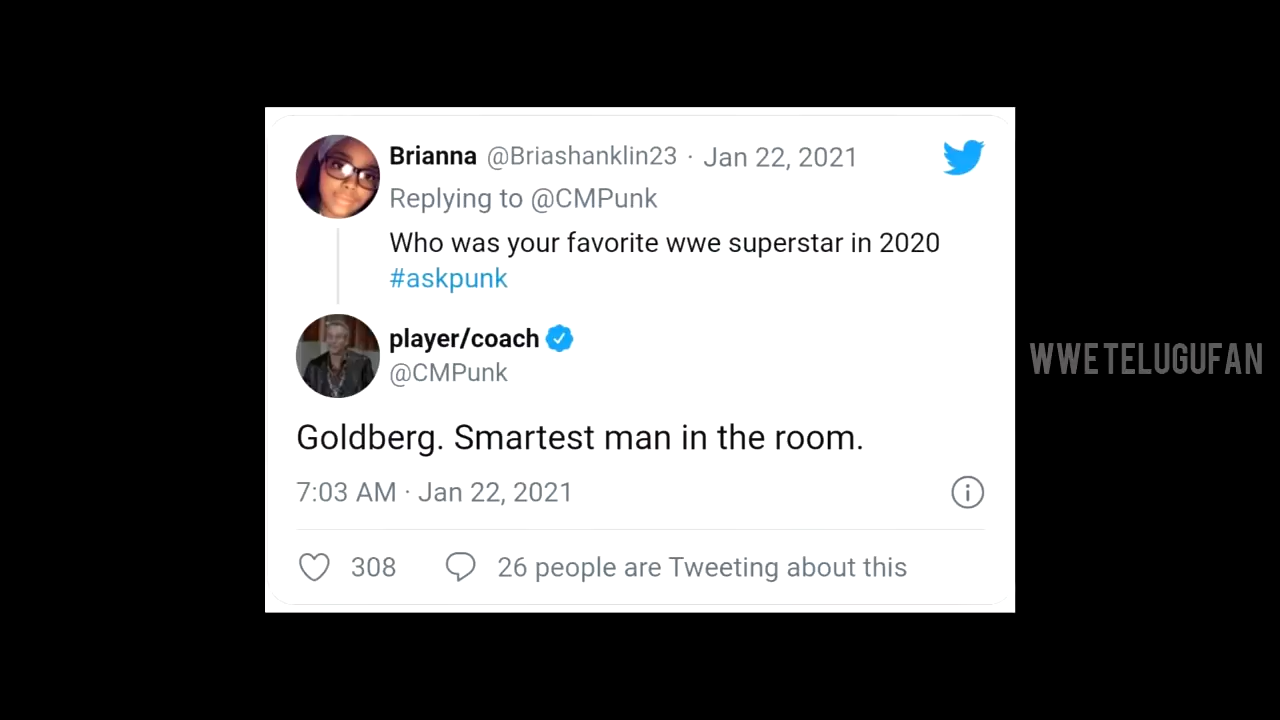 Brianna @Briashanklin23 · Jan 22, 2021
Replying to @CMPunk
Who was your favorite wwe superstar in 2020
#askpunk
player/coach
@CMPunk
WWETELUGUFAN
Goldberg. Smartest man in the room.
7:03 AM · Jan 22, 2021
308 26 people are Tweeting about this